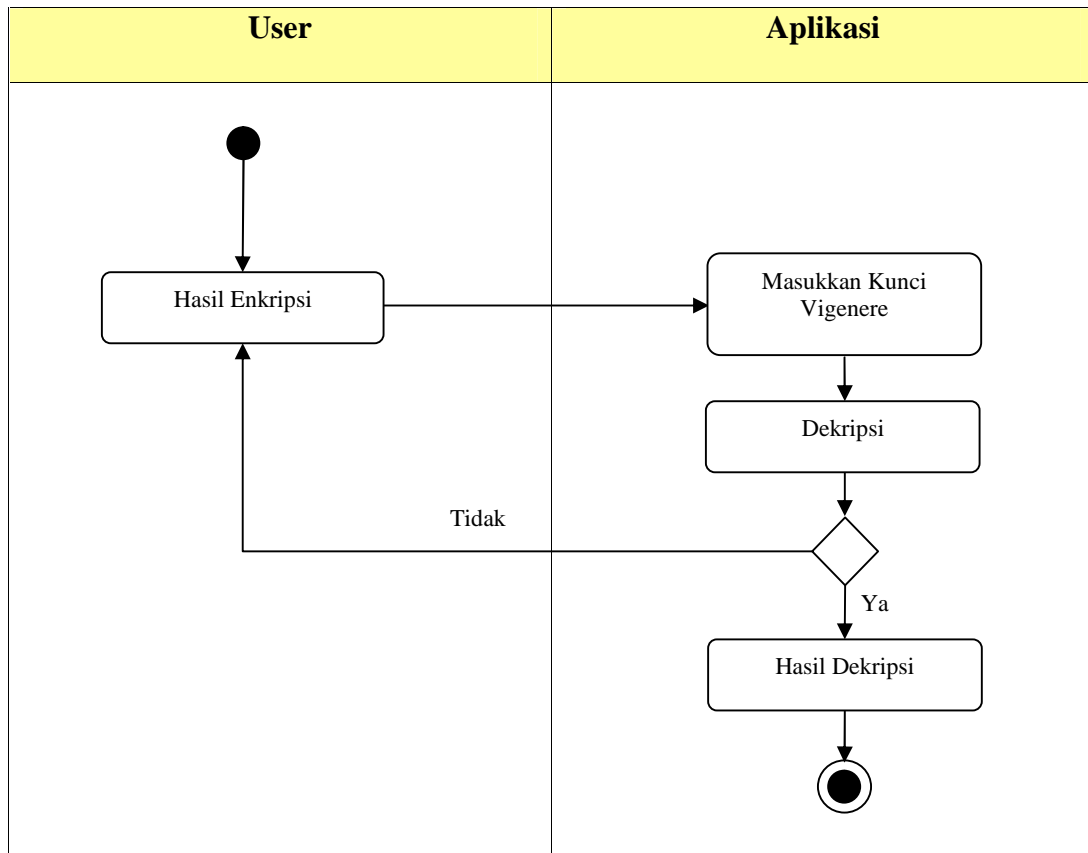 User
Aplikasi
Hasil Enkripsi
Masukkan Kunci
Vigenere
Dekripsi
Tidak
Ya
Hasil Dekripsi